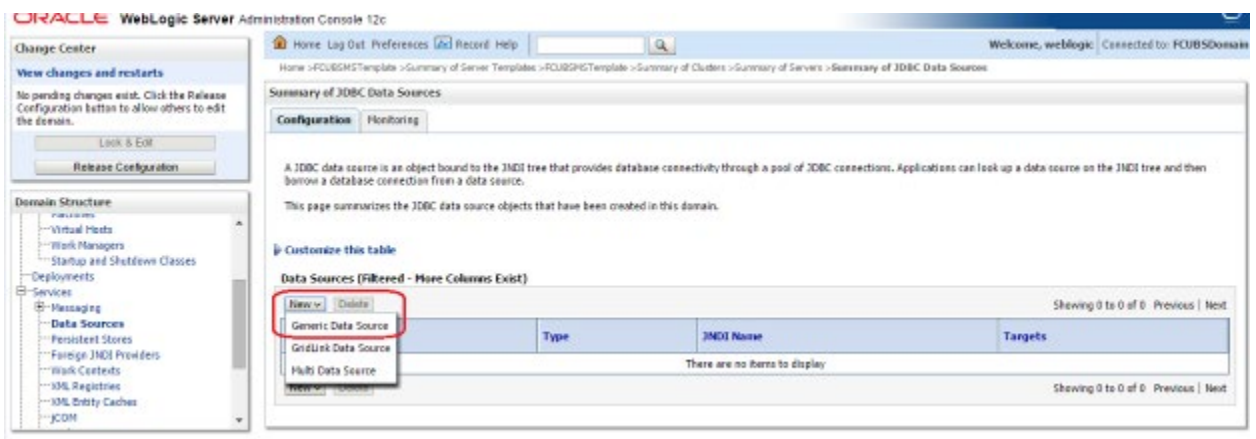 ORACLE WebLogic Server Administration Console 12c
Change Center
View changes and restarts
No pending changes exist. Click the Release
Configuration button to allow others to edit
the domain.
Lock & Edit
Release Configuration
Domain Structure
Machines
Virtual Hosts
Work Managers
Startup and Shutdown Classes
Deployments
Services
Messaging
Data Sources
Persistent Stores
Foreign JNDI Providers
Work Contexts
XML Registries
XML Entity Caches
jCOM
Home Log Out Preferences Record Help
Welcome, weblogic Connected to: FCUBSDomain
Home >FCUBSMSTemplate >Summary of Server Templates >FCUBSMSTemplate >Summary of Clusters >Summary of Servers >Summary of JDBC Data Sources
Summary of JDBC Data Sources
Configuration Monitoring
A JDBC data source is an object bound to the JNDI tree that provides database connectivity through a pool of JDBC connections. Applications can look up a data source on the JNDI tree and then
borrow a database connection from a data source.
This page summarizes the JDBC data source objects that have been created in this domain.
Customize this table
Data Sources (Filtered - More Columns Exist)
New Delete
Showing 0 to 0 of 0 Previous | Next
Generic Data Source
GridLink Data Source
Multi Data Source
Type JNDI Name Targets
There are no items to display
New Delete
Showing 0 to 0 of 0 Previous | Next